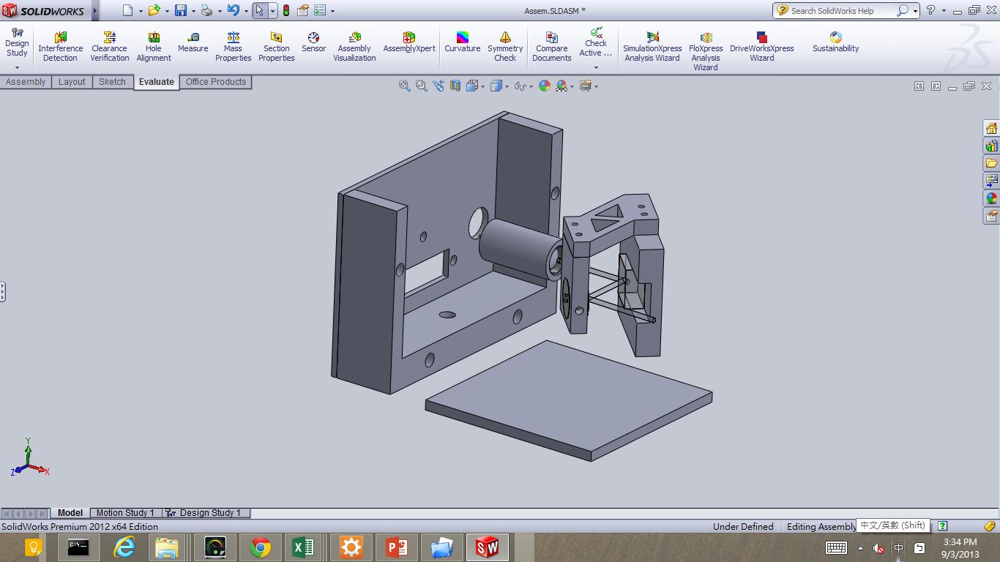 SW SOLIDWORKS
Assem.SLDASM *
Search SolidWorks Help
Design Study
Interference Detection
Clearance Verification
Hole Alignment
Measure
Mass Properties
Section Properties
Sensor
Assembly Visualization
AssemblyXpert
Curvature
Symmetry Check
Compare Documents
Check Active ...
SimulationXpress Analysis Wizard
FloXpress Analysis Wizard
DriveWorksXpress Wizard
Sustainability
Assembly
Layout
Sketch
Evaluate
Office Products
Y
Z
X
Model
Motion Study 1
Design Study 1
SolidWorks Premium 2012 x64 Edition
Under Defined
Editing Assembly
中文/英數 (Shift)
C:\
SW
中
3:34 PM
9/3/2013